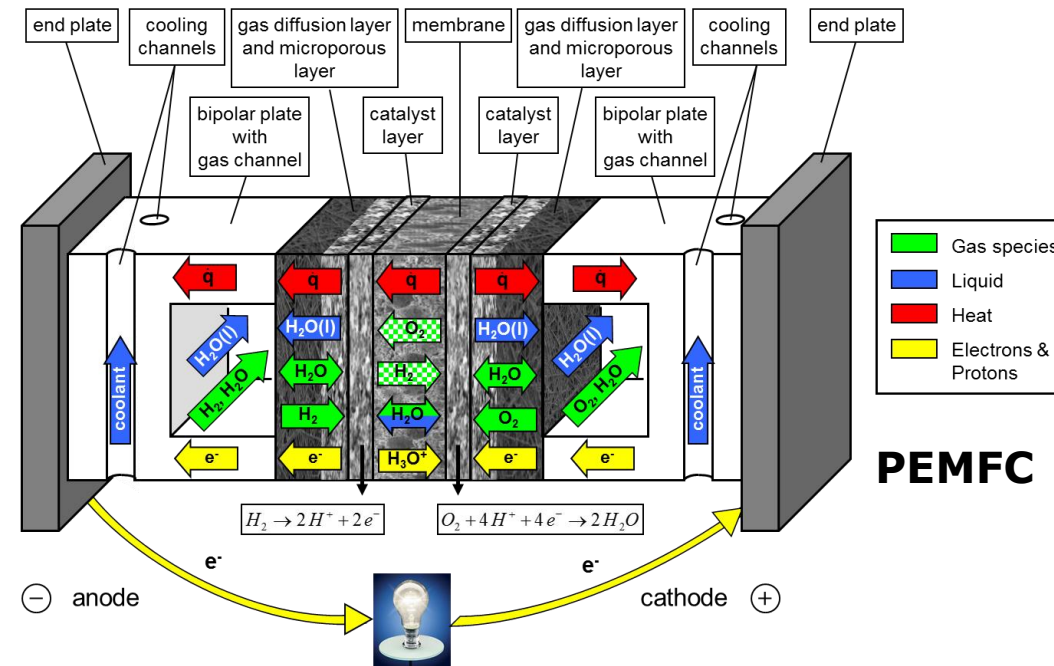 end plate
cooling
channels
gas diffusion layer
and microporous
layer
membrane
gas diffusion layer
and microporous
layer
cooling
channels
end plate
bipolar plate
with
gas channel
catalyst
layer
catalyst
layer
bipolar plate
with
gas channel
q̇
q̇
q̇
q̇
q̇
H₂O(l)
H₂O(l)
O₂
H₂O(l)
H₂O(l)
H₂, H₂O
H₂O
H₂
H₂O
O₂, H₂O
H₂
H₂O
O₂
coolant
coolant
e⁻
e⁻
H₃O⁺
e⁻
e⁻
H₂ → 2H⁺ + 2e⁻
O₂ + 4H⁺ + 4e⁻ → 2H₂O
e⁻
e⁻
− anode
cathode +
Gas species
Liquid
Heat
Electrons &
Protons
PEMFC